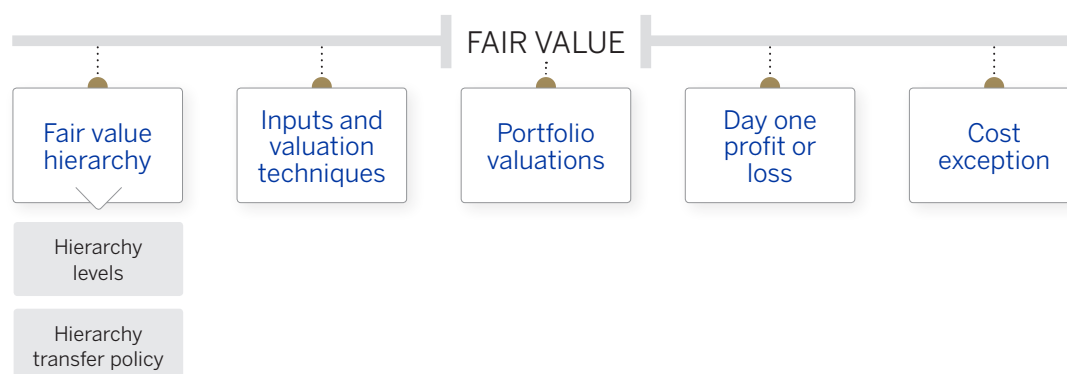 FAIR VALUE
Fair value
hierarchy
Inputs and
valuation
techniques
Portfolio
valuations
Day one
profit or
loss
Cost
exception
Hierarchy
levels
Hierarchy
transfer policy